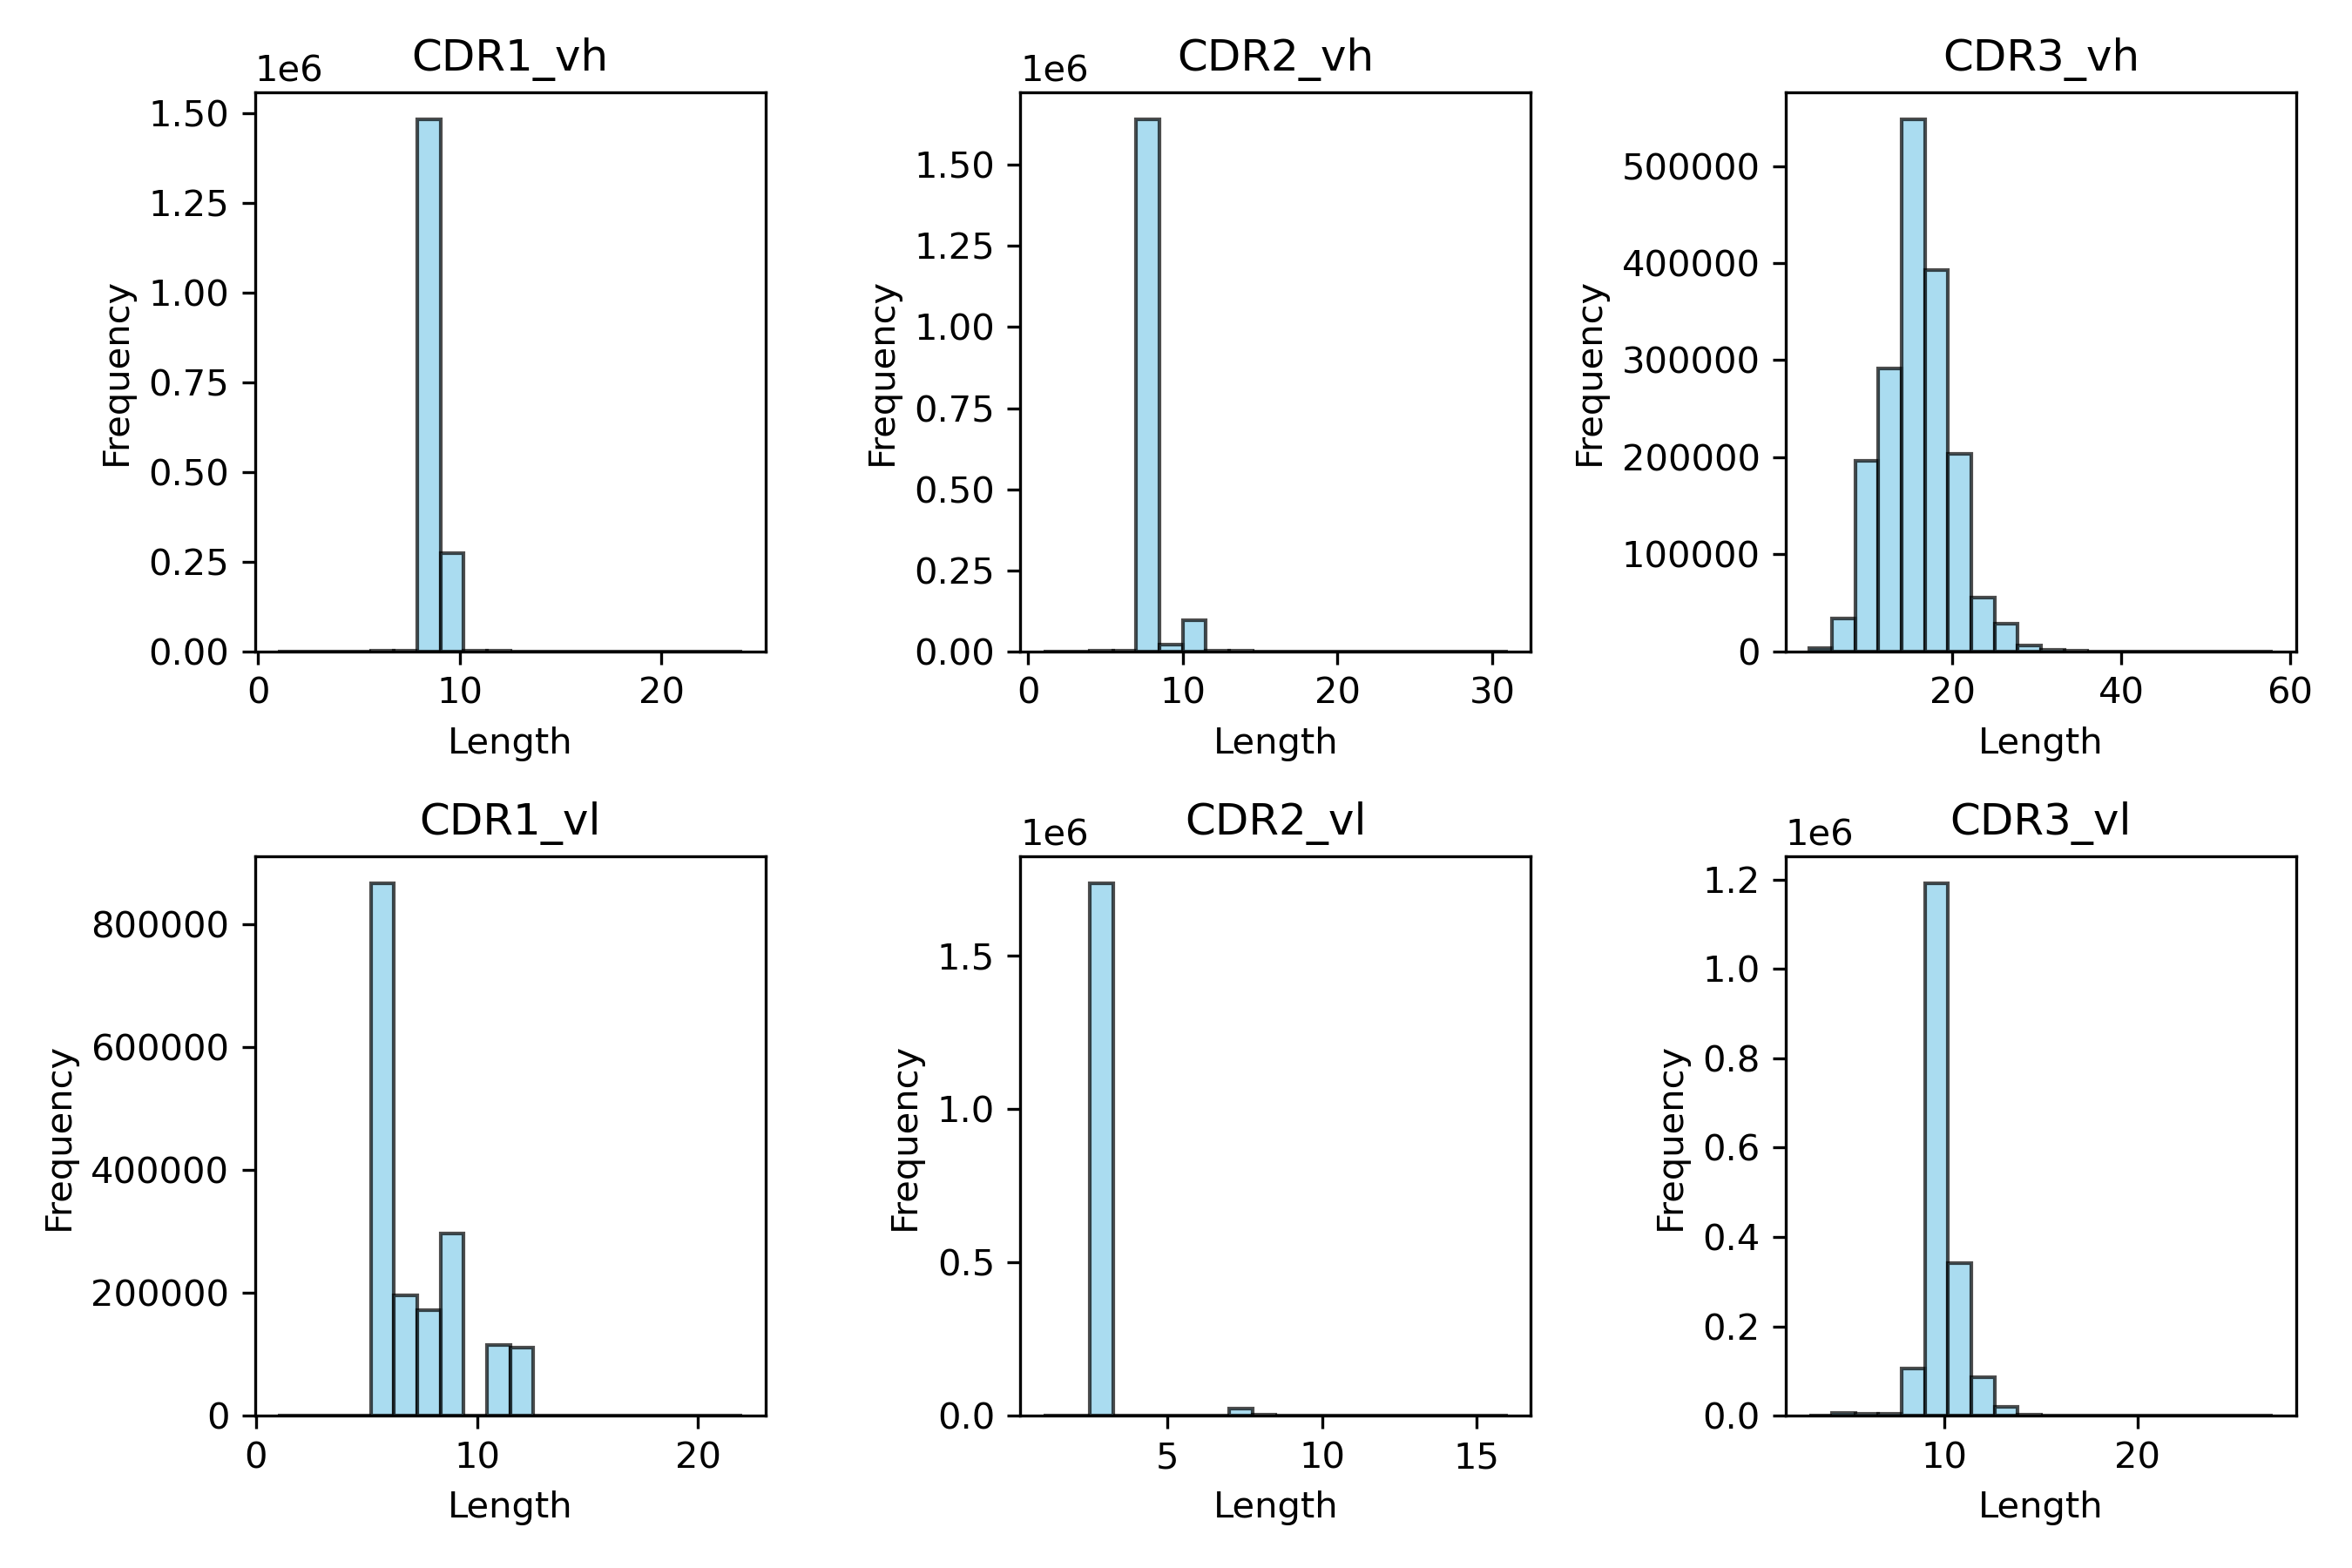 CDR1_vh
1e6
1.50
1.25
1.00
0.75
0.50
0.25
0.00
Frequency
0 10 20
Length
CDR2_vh
1e6
1.50
1.25
1.00
0.75
0.50
0.25
0.00
Frequency
0 10 20 30
Length
CDR3_vh
500000
400000
300000
200000
100000
0
Frequency
20 40 60
Length
CDR1_vl
800000
600000
400000
200000
0
Frequency
0 10 20
Length
CDR2_vl
1e6
1.5
1.0
0.5
0.0
Frequency
5 10 15
Length
CDR3_vl
1e6
1.2
1.0
0.8
0.6
0.4
0.2
0.0
Frequency
10 20
Length